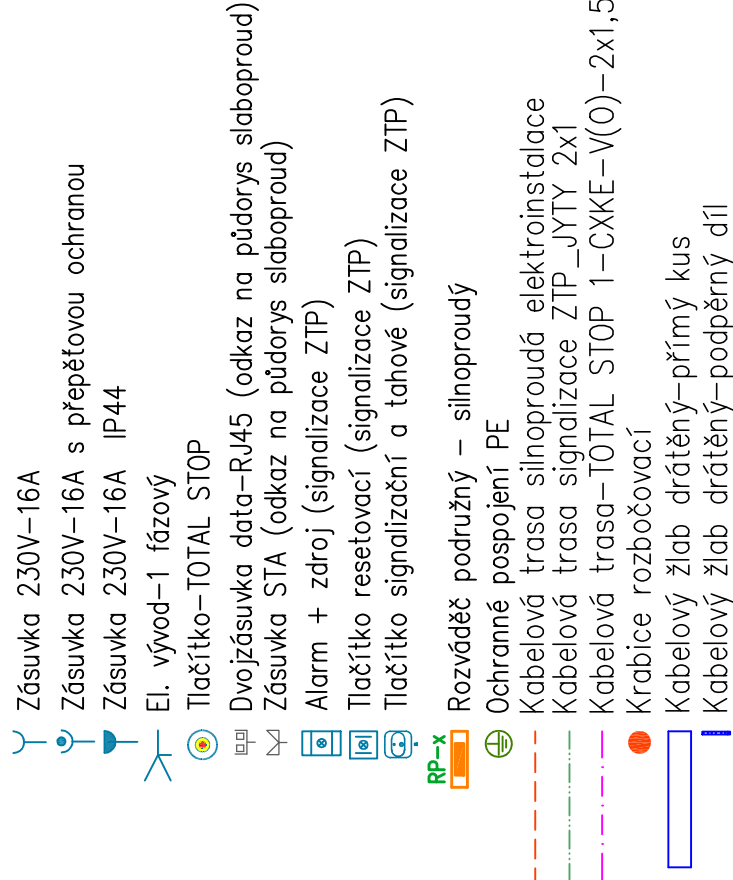 Zásuvka 230V-16A
Zásuvka 230V-16A s přepěťovou ochranou
Zásuvka 230V-16A IP44
El. vývod-1 fázový
Tlačítko-TOTAL STOP
Dvojzásuvka data-RJ45 (odkaz na půdorys slaboproud)
Zásuvka STA (odkaz na půdorys slaboproud)
Alarm + zdroj (signalizace ZTP)
Tlačítko resetovací (signalizace ZTP)
Tlačítko signalizační a tahové (signalizace ZTP)
RP-x Rozváděč podružný - silnoproudý
Ochranné pospojení PE
Kabelová trasa silnoproudá elektroinstalace
Kabelová trasa signalizace ZTP_JYTY 2x1
Kabelová trasa-TOTAL STOP 1-CXKE-V(O)-2x1,5
Krabice rozbočovací
Kabelový žlab drátěný-přímý kus
Kabelový žlab drátěný-podpěrný díl